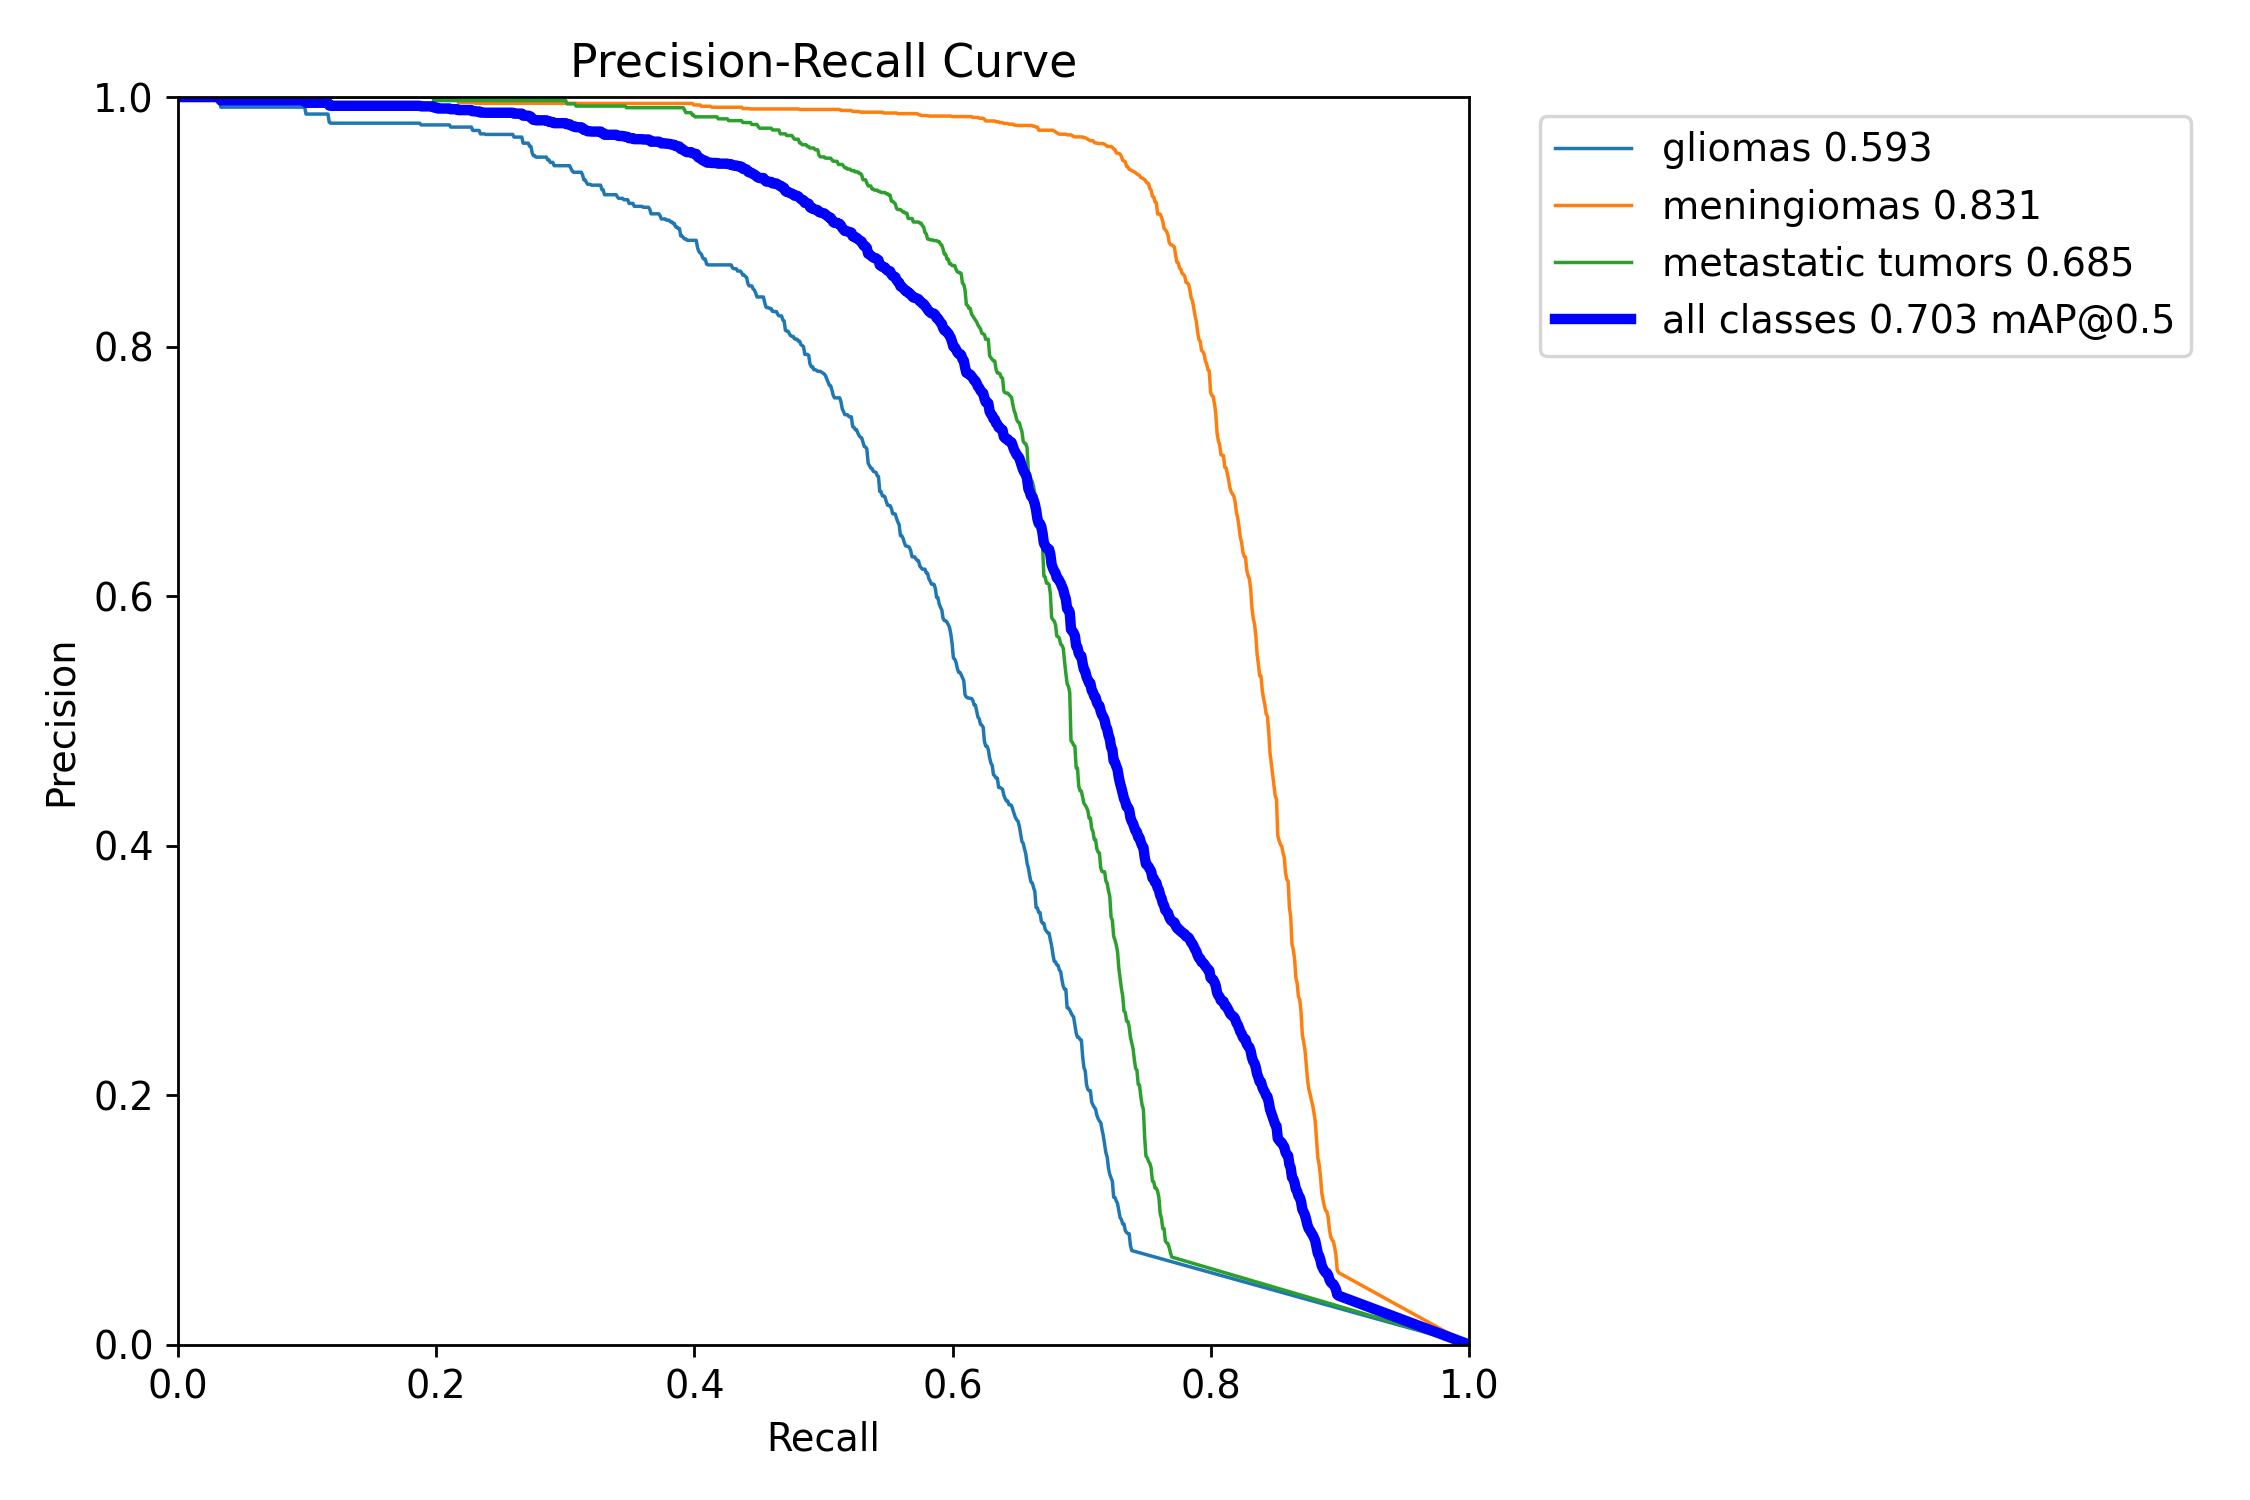 Precision-Recall Curve
1.0
0.8
0.6
0.4
0.2
0.0
Precision
0.0 0.2 0.4 0.6 0.8 1.0
Recall
gliomas 0.593
meningiomas 0.831
metastatic tumors 0.685
all classes 0.703 mAP@0.5